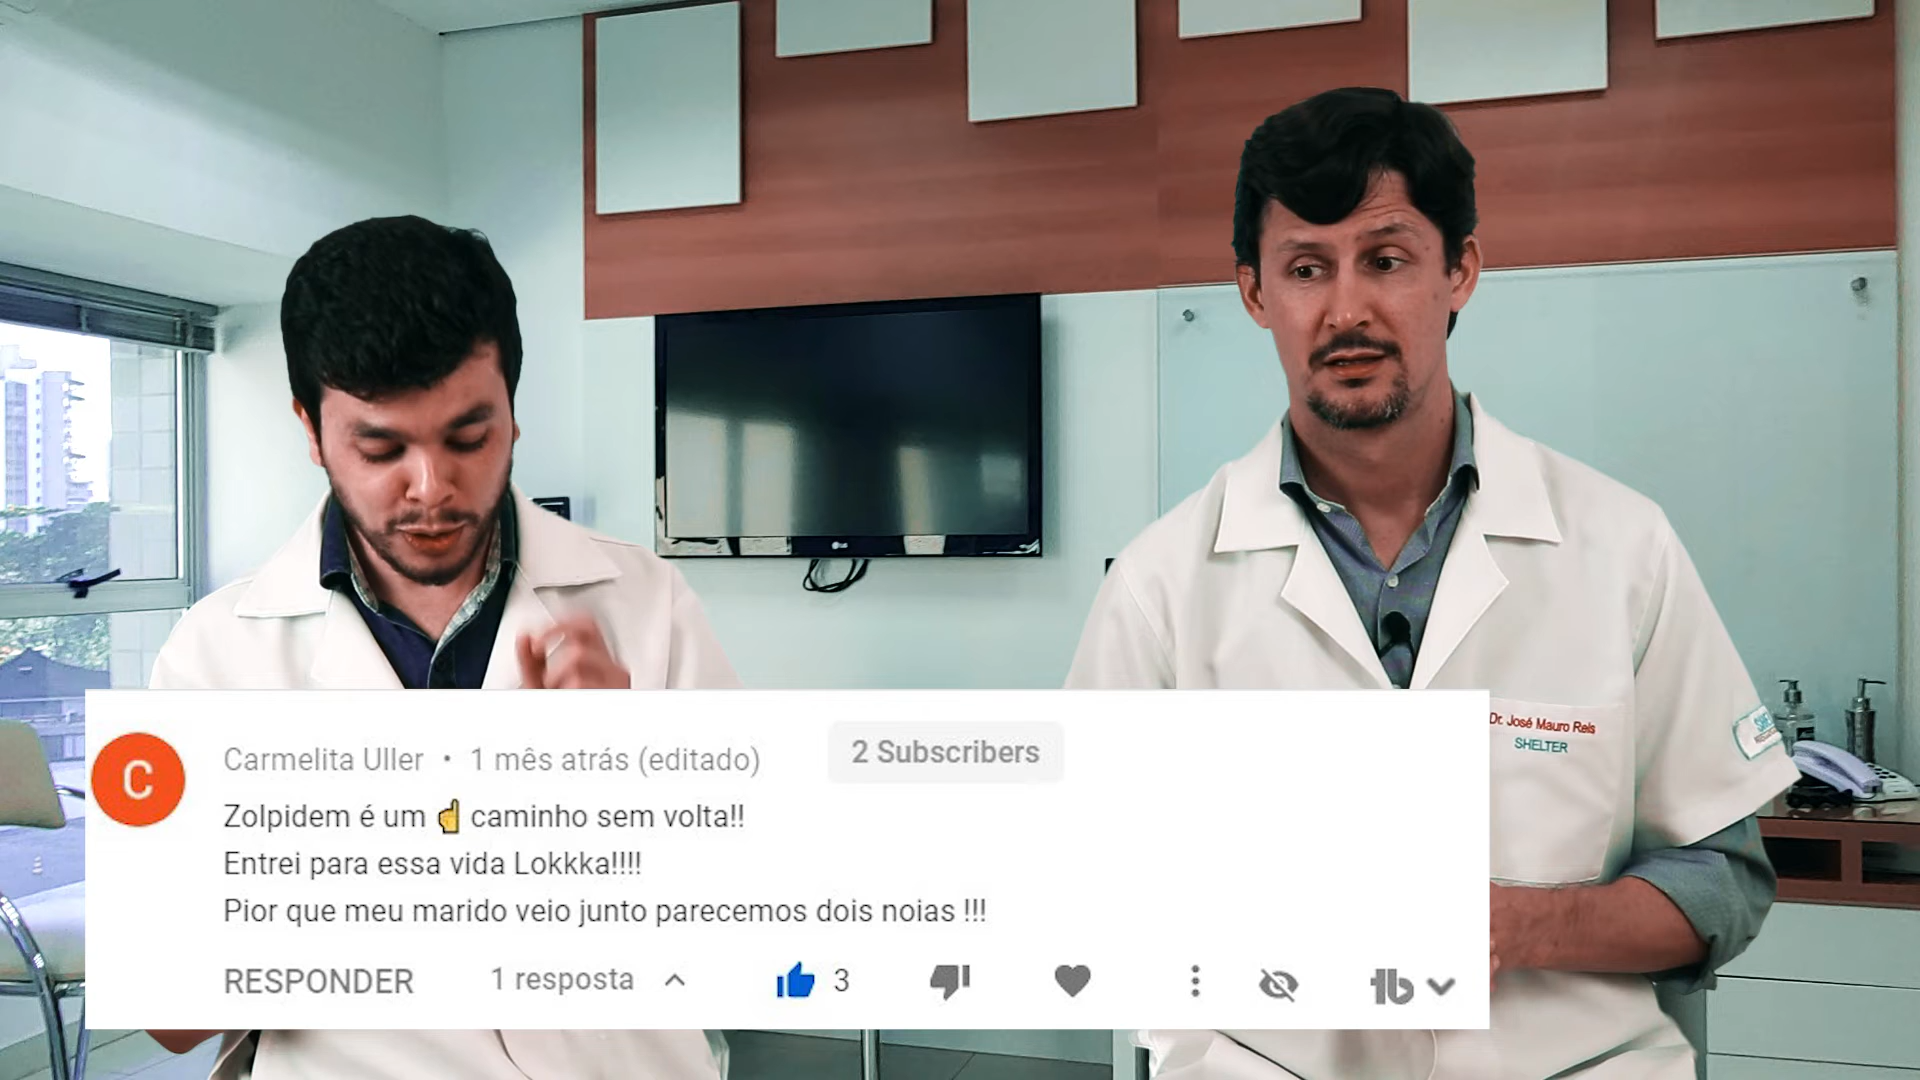 LG
Dr. José Mauro Reis
SHELTER
C
Carmelita Uller • 1 mês atrás (editado)
2 Subscribers
Zolpidem é um ☝ caminho sem volta!!
Entrei para essa vida Lokkka!!!!
Pior que meu marido veio junto parecemos dois noias !!!
RESPONDER
1 resposta
3